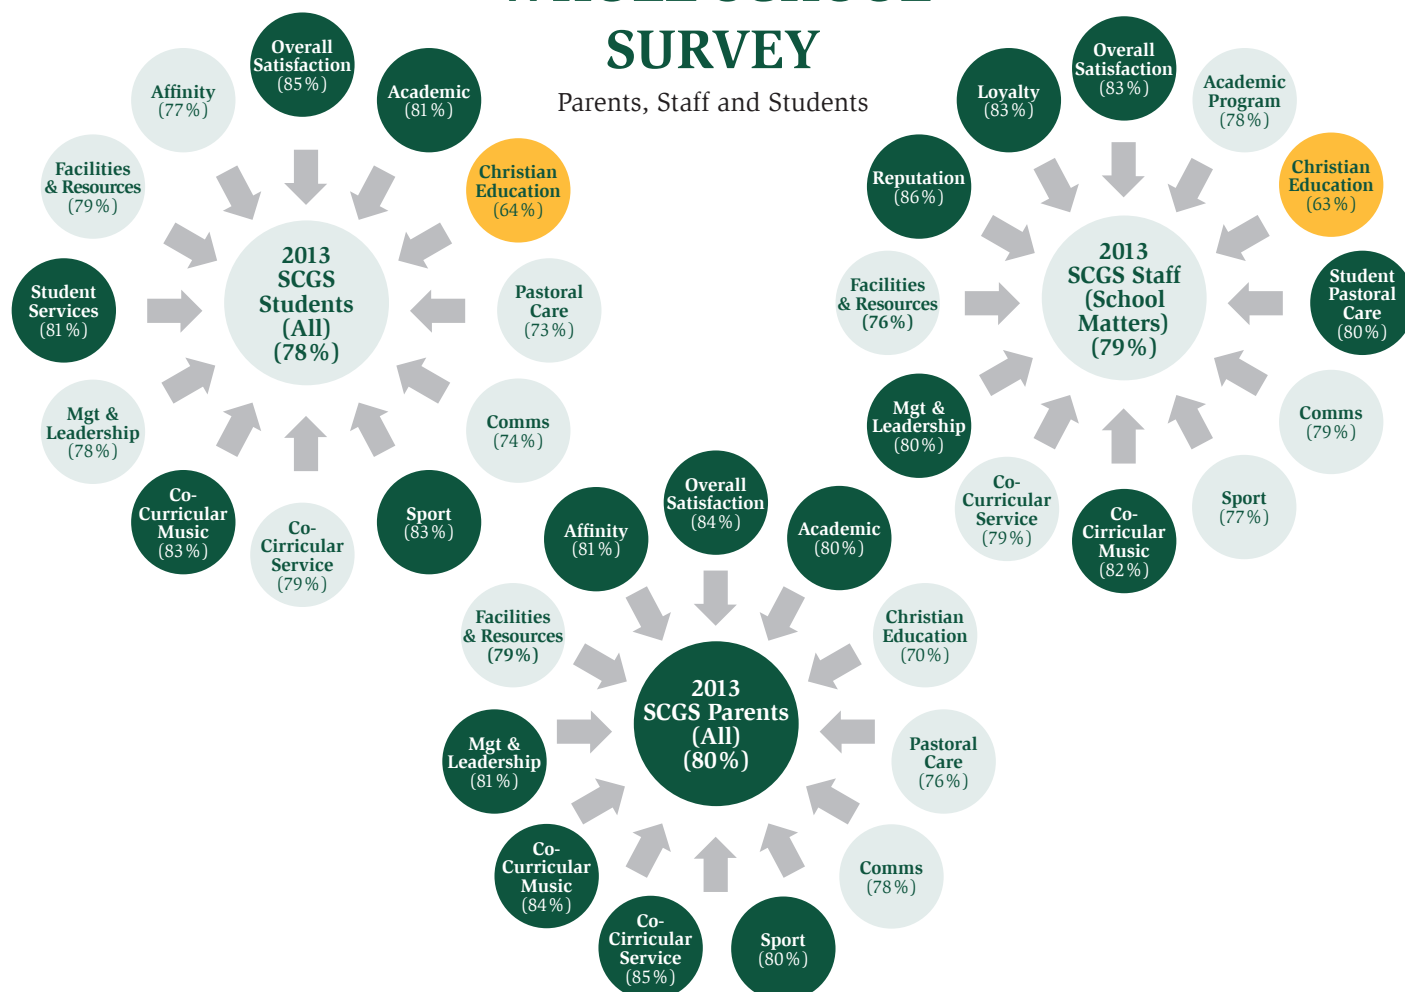 SURVEY
Parents, Staff and Students
Overall
Satisfaction
(85%)
Academic
(81%)
Christian
Education
(64%)
Pastoral
Care
(73%)
Comms
(74%)
Sport
(83%)
Co-
Cirricular
Service
(79%)
Co-
Curricular
Music
(83%)
Mgt &
Leadership
(78%)
Student
Services
(81%)
Facilities
& Resources
(79%)
Affinity
(77%)
2013
SCGS
Students
(All)
(78%)
Overall
Satisfaction
(83%)
Academic
Program
(78%)
Christian
Education
(63%)
Student
Pastoral
Care
(80%)
Comms
(79%)
Sport
(77%)
Co-
Cirricular
Music
(82%)
Co-
Curricular
Service
(79%)
Mgt &
Leadership
(80%)
Facilities
& Resources
(76%)
Reputation
(86%)
Loyalty
(83%)
2013
SCGS Staff
(School
Matters)
(79%)
Overall
Satisfaction
(84%)
Academic
(80%)
Christian
Education
(70%)
Pastoral
Care
(76%)
Comms
(78%)
Sport
(80%)
Co-
Cirricular
Service
(85%)
Co-
Curricular
Music
(84%)
Mgt &
Leadership
(81%)
Facilities
& Resources
(79%)
Affinity
(81%)
2013
SCGS Parents
(All)
(80%)